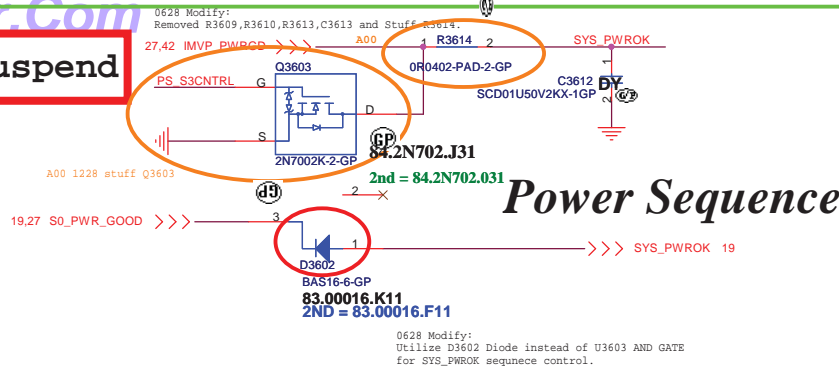 r.Com
0628 Modify:
Removed R3609,R3610,R3613,C3613 and Stuff R3614.
27,42 IMVP_PWRGD
A00
1 R3614 2
SYS_PWROK
0R0402-PAD-2-GP
uspend
Q3603
PS_S3CNTRL
G
D
S
C3612
1
2
DY
SCD01U50V2KX-1GP
2N7002K-2-GP
GP
84.2N702.J31
2nd = 84.2N702.031
A00 1228 stuff Q3603
GP
2
Power Sequence
19,27 S0_PWR_GOOD
3
1
SYS_PWROK 19
D3602
BAS16-6-GP
83.00016.K11
2ND = 83.00016.F11
0628 Modify:
Utilize D3602 Diode instead of U3603 AND GATE
for SYS_PWROK sequnece control.